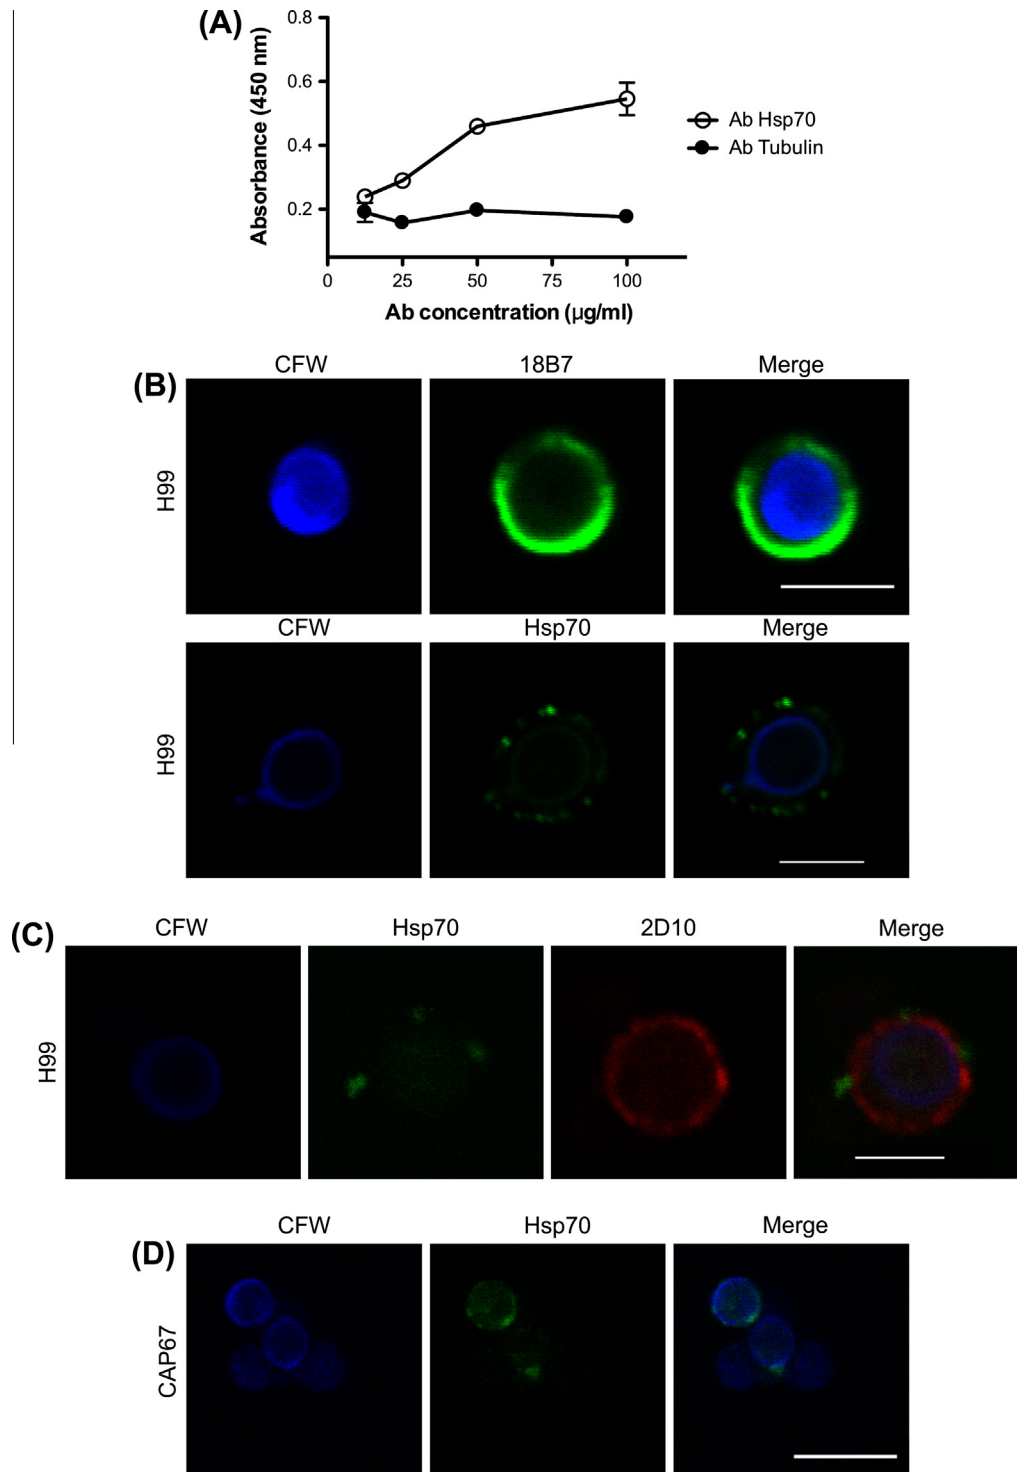 (A)
Absorbance (450 nm)
0.8
0.6
0.4
0.2
0 25 50 75 100
Ab concentration (µg/ml)
Ab Hsp70
Ab Tubulin
(B)
CFW 18B7 Merge
H99
CFW Hsp70 Merge
H99
(C)
CFW Hsp70 2D10 Merge
H99
(D)
CFW Hsp70 Merge
CAP67